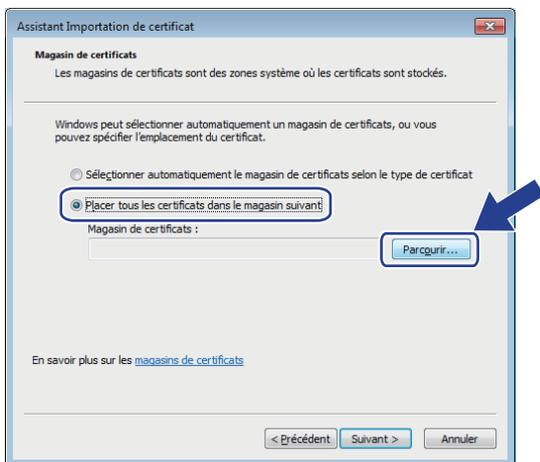 Assistant Importation de certificat
Magasin de certificats
Les magasins de certificats sont des zones système où les certificats sont stockés.
Windows peut sélectionner automatiquement un magasin de certificats, ou vous
pouvez spécifier l'emplacement du certificat.
Sélectionner automatiquement le magasin de certificats selon le type de certificat
Placer tous les certificats dans le magasin suivant
Magasin de certificats :
Parcourir...
En savoir plus sur les magasins de certificats
< Précédent
Suivant >
Annuler